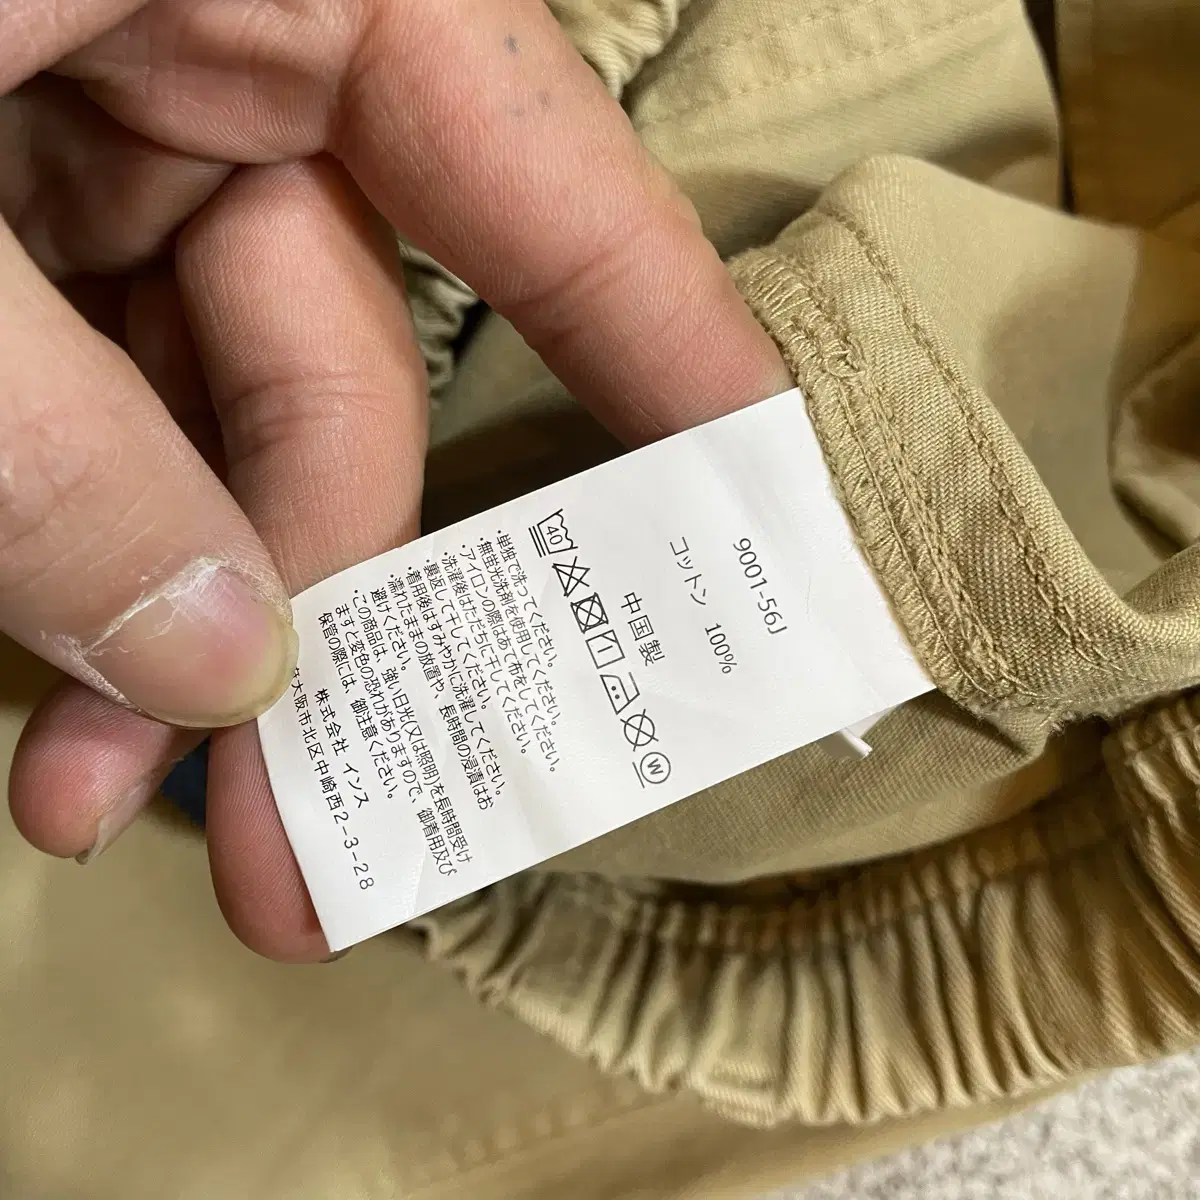 9001-56J
コットン 100%
中国製
40
W
・単独で洗ってください。
・無蛍光洗剤を使用してください。
・アイロンの際はあて布をしてください。
・洗濯後はただちに干してください。
・裏返して干してください。
・着用後はすみやかに洗濯してください。
・濡れたままの放置や、長時間の浸漬はお
避けください。
・この商品は、強い日光(又は照明)を長時間受け
ますと変色の恐れがありますので、御着用及び
保管の際には、御注意ください。
株式会社 インス
大阪市北区中崎西2-3-28